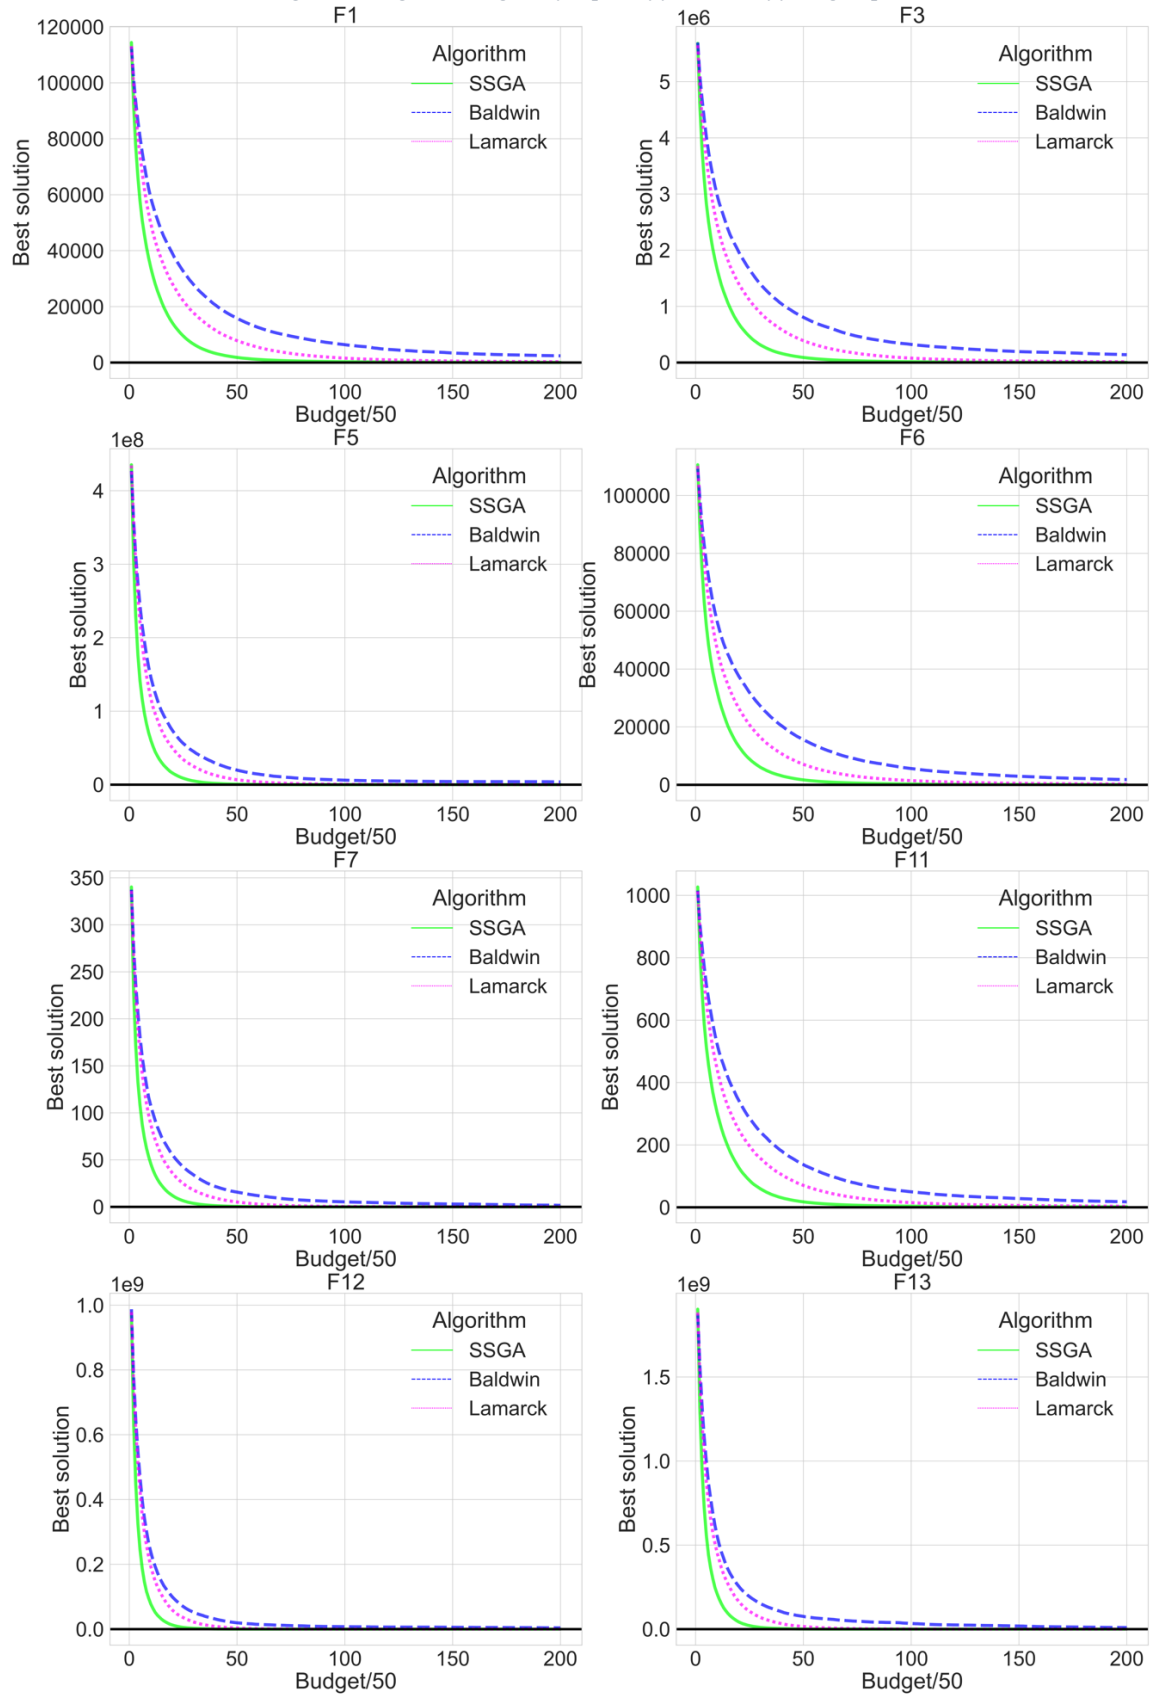 F1
120000
100000
80000
60000
40000
20000
0
Best solution
Algorithm
SSGA
Baldwin
Lamarck
0 50 100 150 200
Budget/50
F3
1e6
5
4
3
2
1
0
Best solution
Algorithm
SSGA
Baldwin
Lamarck
0 50 100 150 200
Budget/50
F5
1e8
4
3
2
1
0
Best solution
Algorithm
SSGA
Baldwin
Lamarck
0 50 100 150 200
Budget/50
F6
100000
80000
60000
40000
20000
0
Best solution
Algorithm
SSGA
Baldwin
Lamarck
0 50 100 150 200
Budget/50
F7
350
300
250
200
150
100
50
0
Best solution
Algorithm
SSGA
Baldwin
Lamarck
0 50 100 150 200
Budget/50
F11
1000
800
600
400
200
0
Best solution
Algorithm
SSGA
Baldwin
Lamarck
0 50 100 150 200
Budget/50
F12
1e9
1.0
0.8
0.6
0.4
0.2
0.0
Best solution
Algorithm
SSGA
Baldwin
Lamarck
0 50 100 150 200
Budget/50
F13
1e9
1.5
1.0
0.5
0.0
Best solution
Algorithm
SSGA
Baldwin
Lamarck
0 50 100 150 200
Budget/50